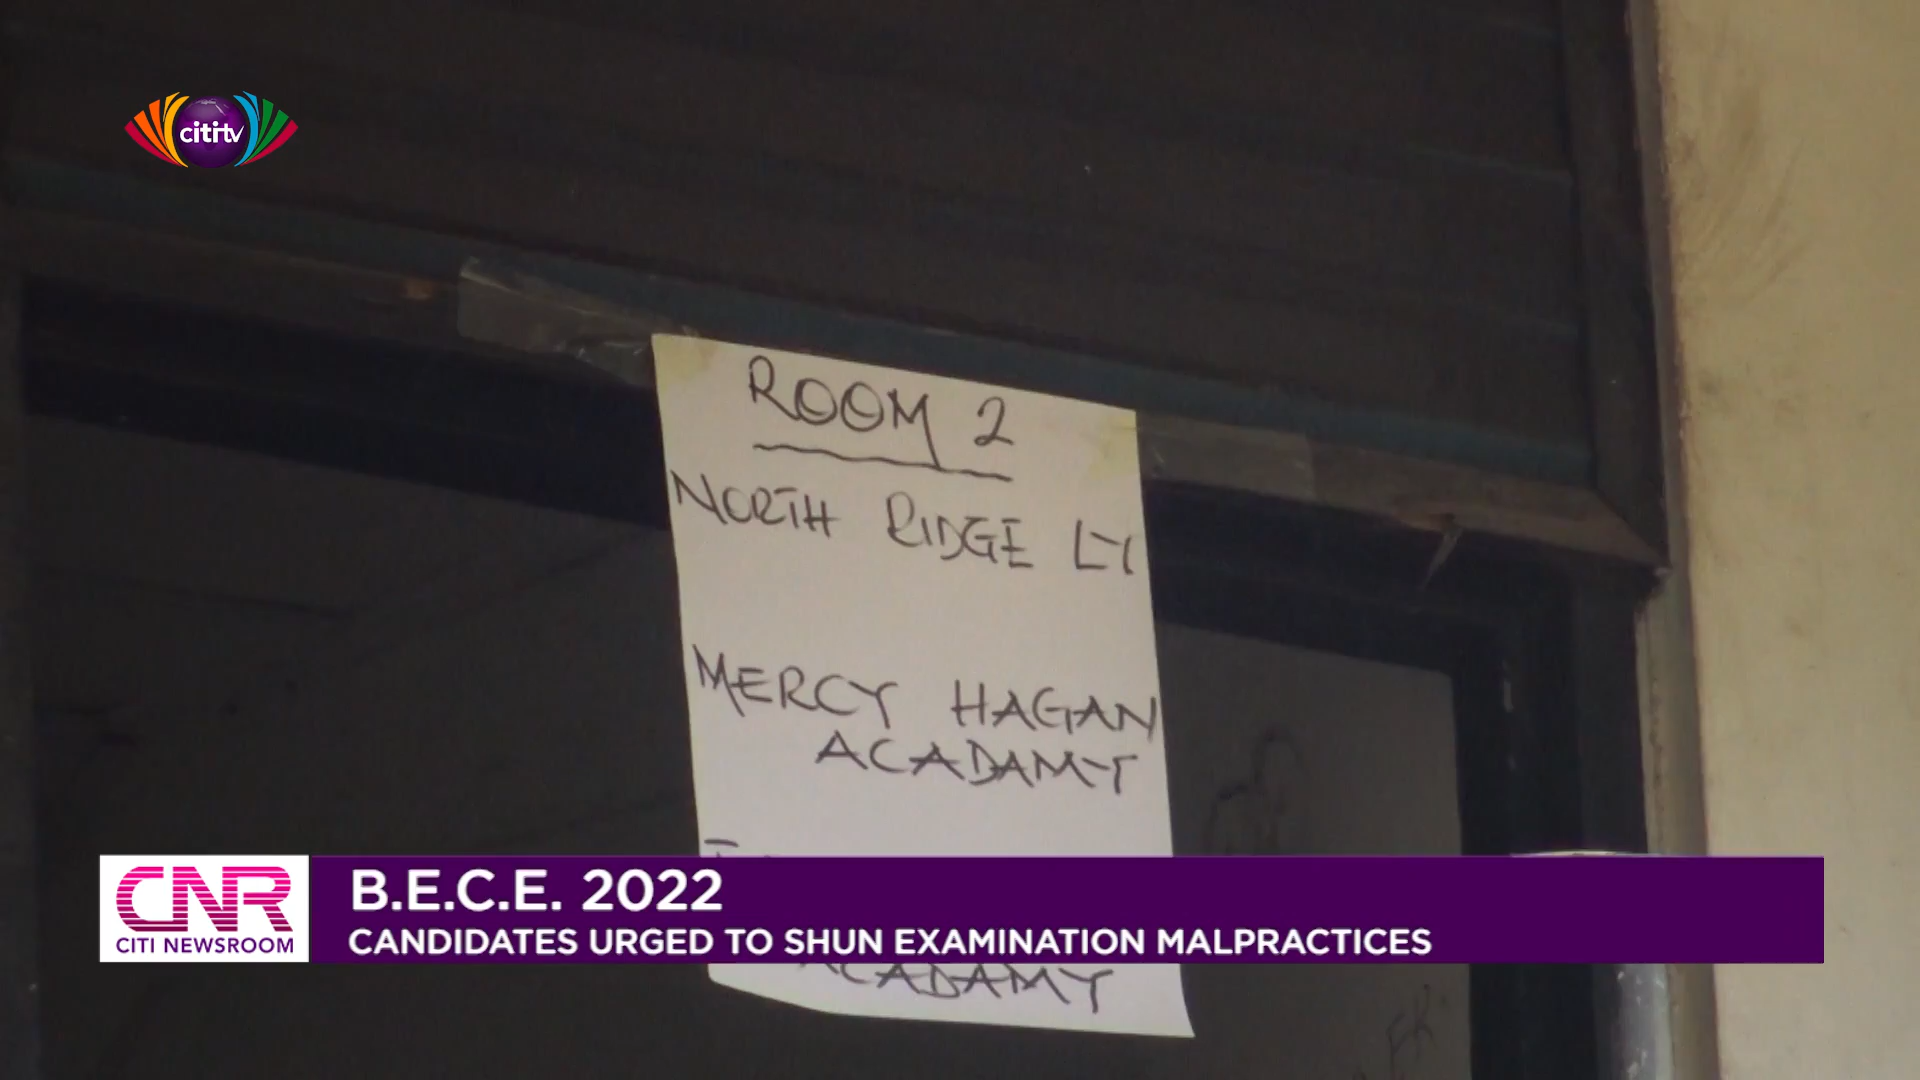 cititv
ROOM 2
NORTH RIDGE LY
MERCY HAGAN
ACADAMY
CNR
CITI NEWSROOM
B.E.C.E. 2022
CANDIDATES URGED TO SHUN EXAMINATION MALPRACTICES
ACADAMY